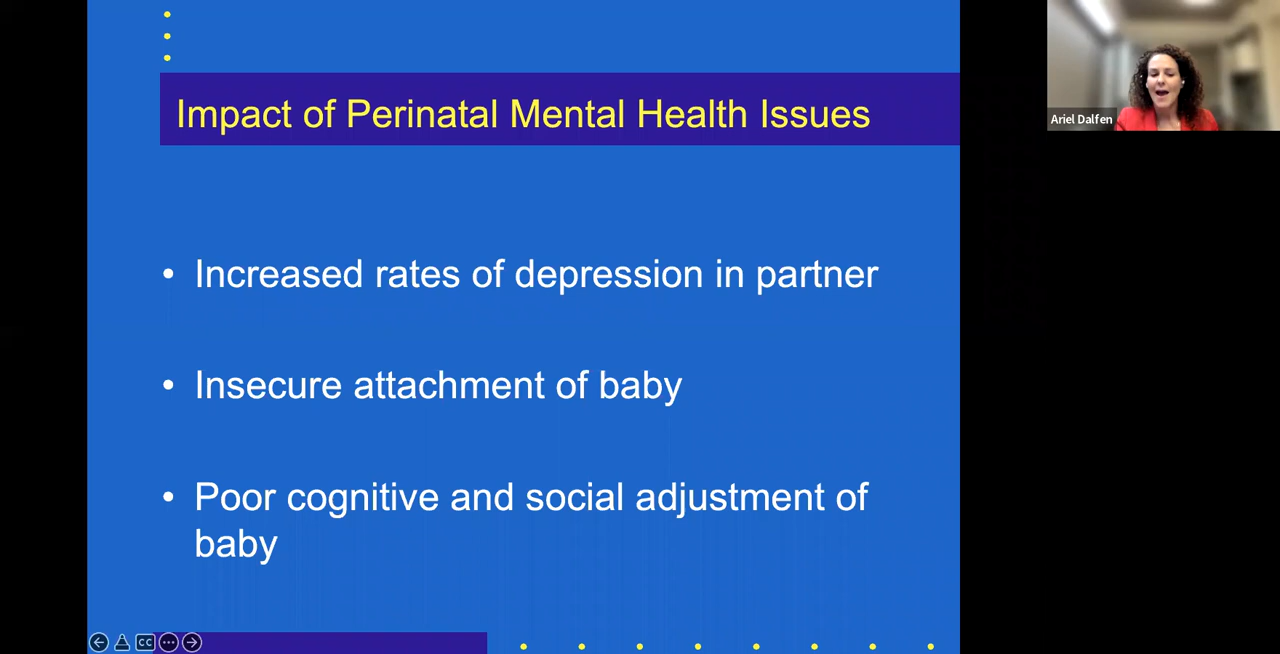 Impact of Perinatal Mental Health Issues
Ariel Dalfen
• Increased rates of depression in partner
• Insecure attachment of baby
• Poor cognitive and social adjustment of
baby
CC